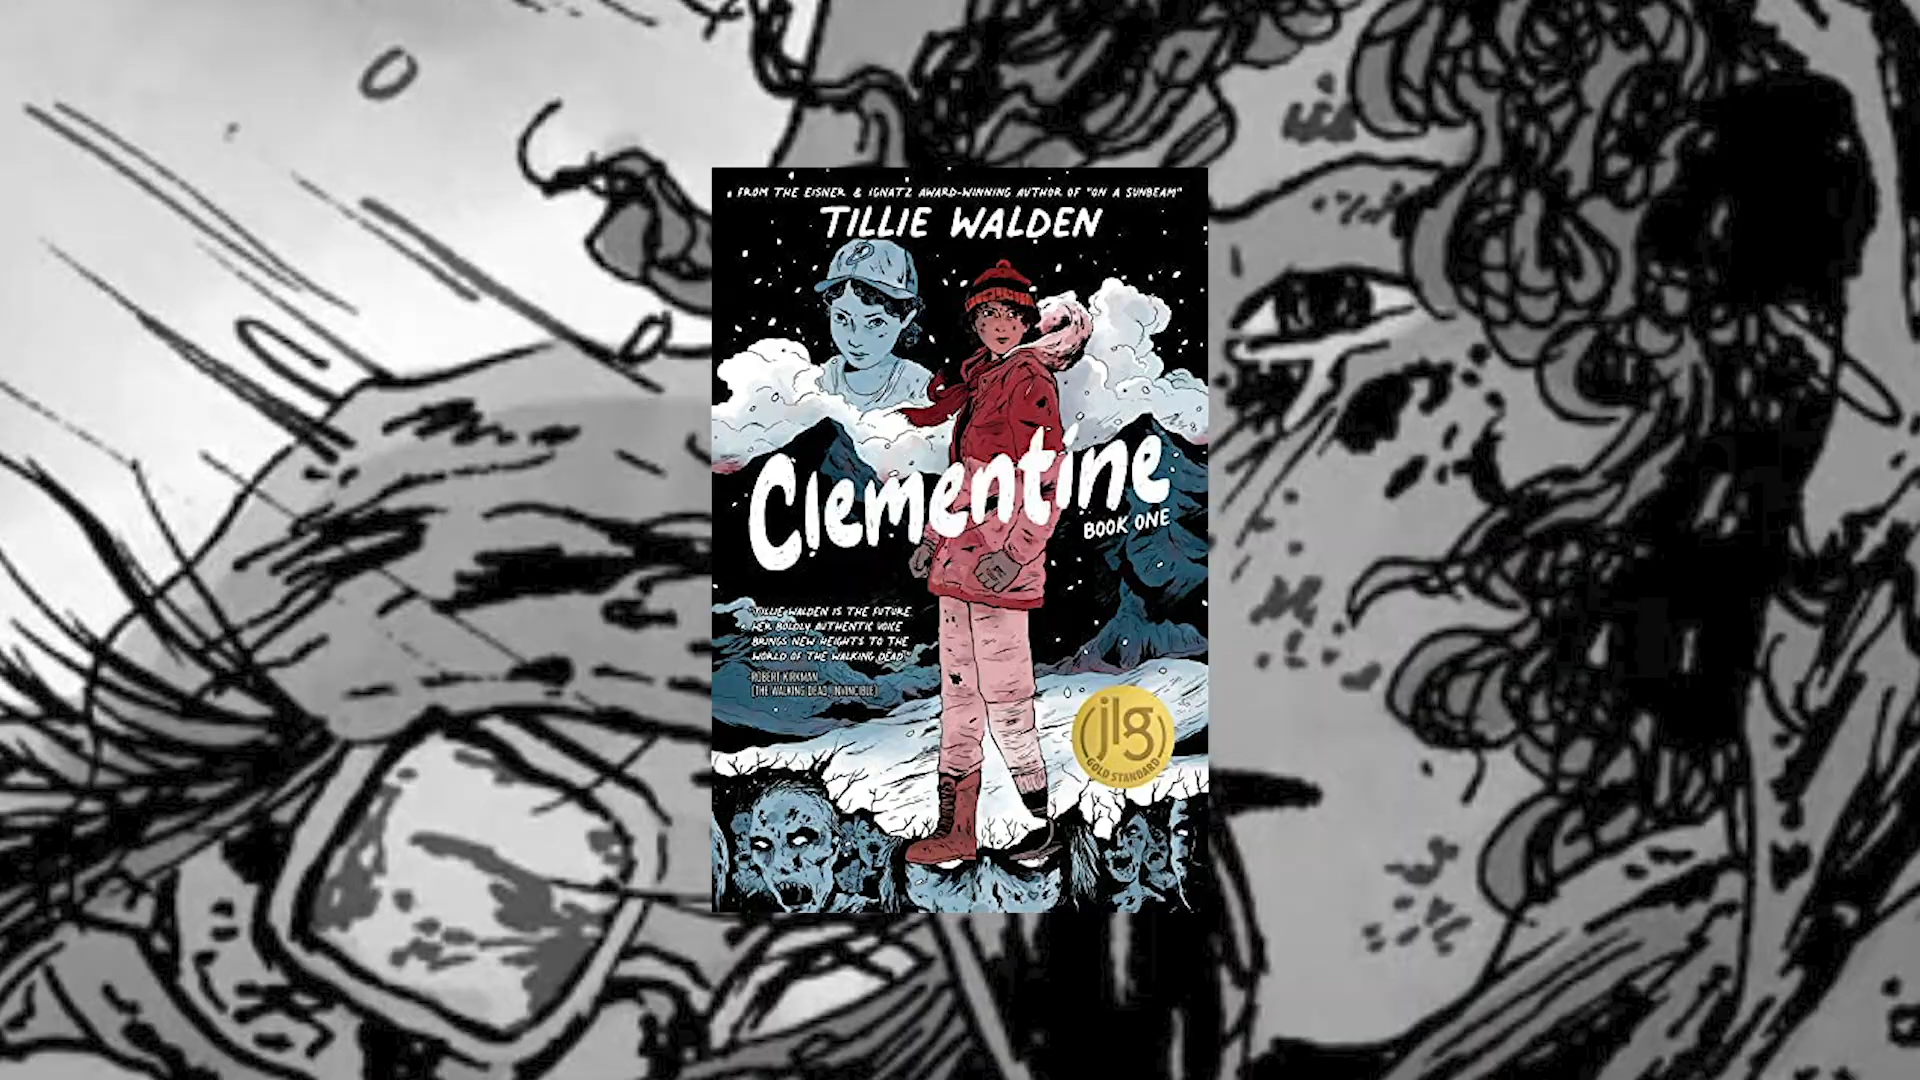 FROM THE EISNER & IGNATZ AWARD-WINNING AUTHOR OF "ON A SUNBEAM"
TILLIE WALDEN
D
Clementine
BOOK ONE
"TILLIE WALDEN IS THE FUTURE.
HER BOLDLY AUTHENTIC VOICE
BRINGS NEW HEIGHTS TO THE
WORLD OF THE WALKING DEAD"
ROBERT KIRKMAN
(THE WALKING DEAD, INVINCIBLE)
(jlg)
GOLD STANDARD